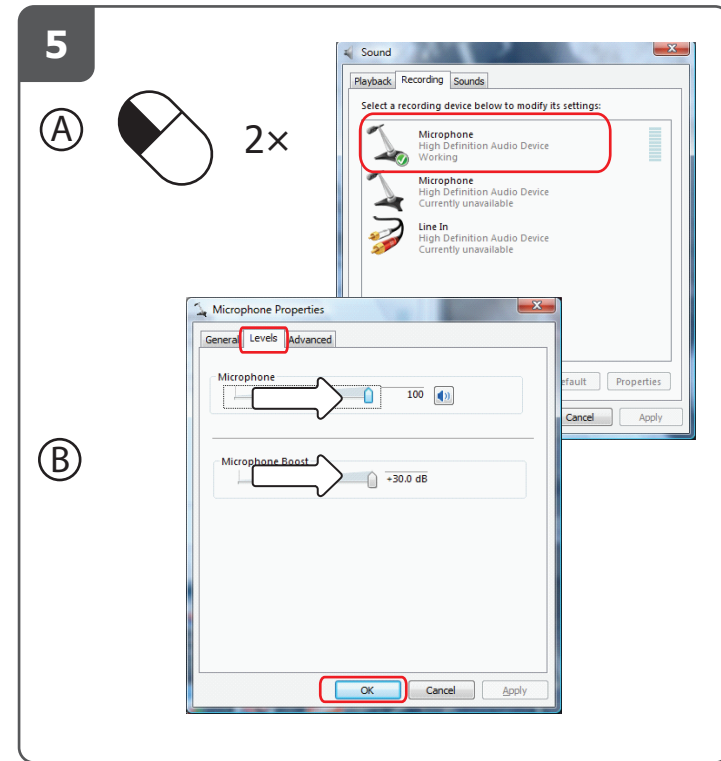 5
A
2×
Sound
Playback Recording Sounds
Select a recording device below to modify its settings:
Microphone
High Definition Audio Device
Working
Microphone
High Definition Audio Device
Currently unavailable
Line In
High Definition Audio Device
Currently unavailable
Properties
Cancel Apply
B
Microphone Properties
General Levels Advanced
Microphone
100
Microphone Boost
+30.0 dB
OK Cancel Apply